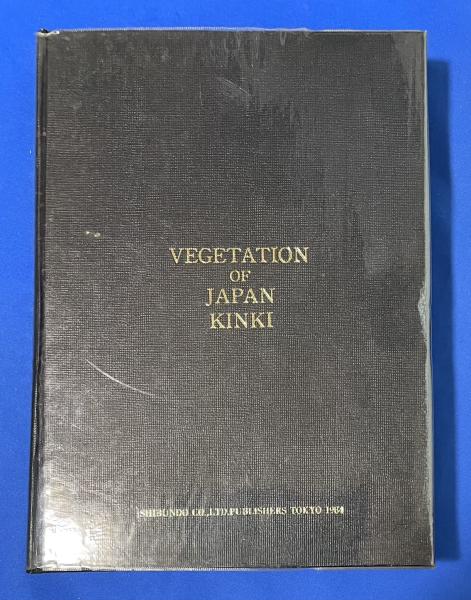 VEGETATION
OF
JAPAN
KINKI
SHIBUNDO CO.,LTD.PUBLISHERS TOKYO 1984